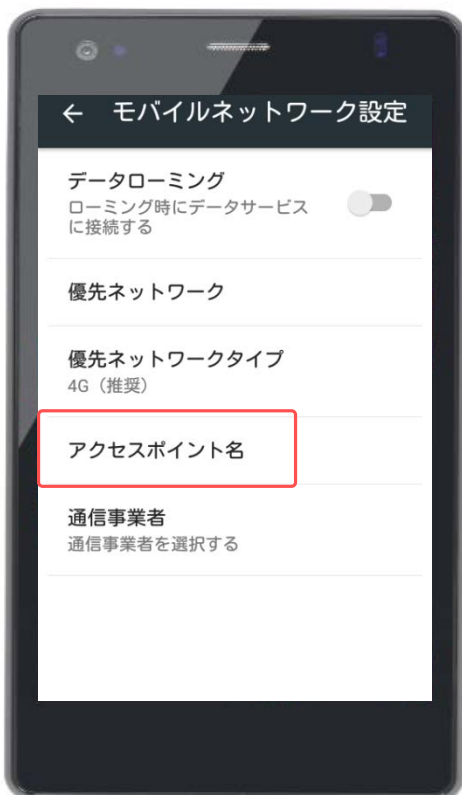 ← モバイルネットワーク設定
データローミング
ローミング時にデータサービス
に接続する
優先ネットワーク
優先ネットワークタイプ
4G（推奨）
アクセスポイント名
通信事業者
通信事業者を選択する